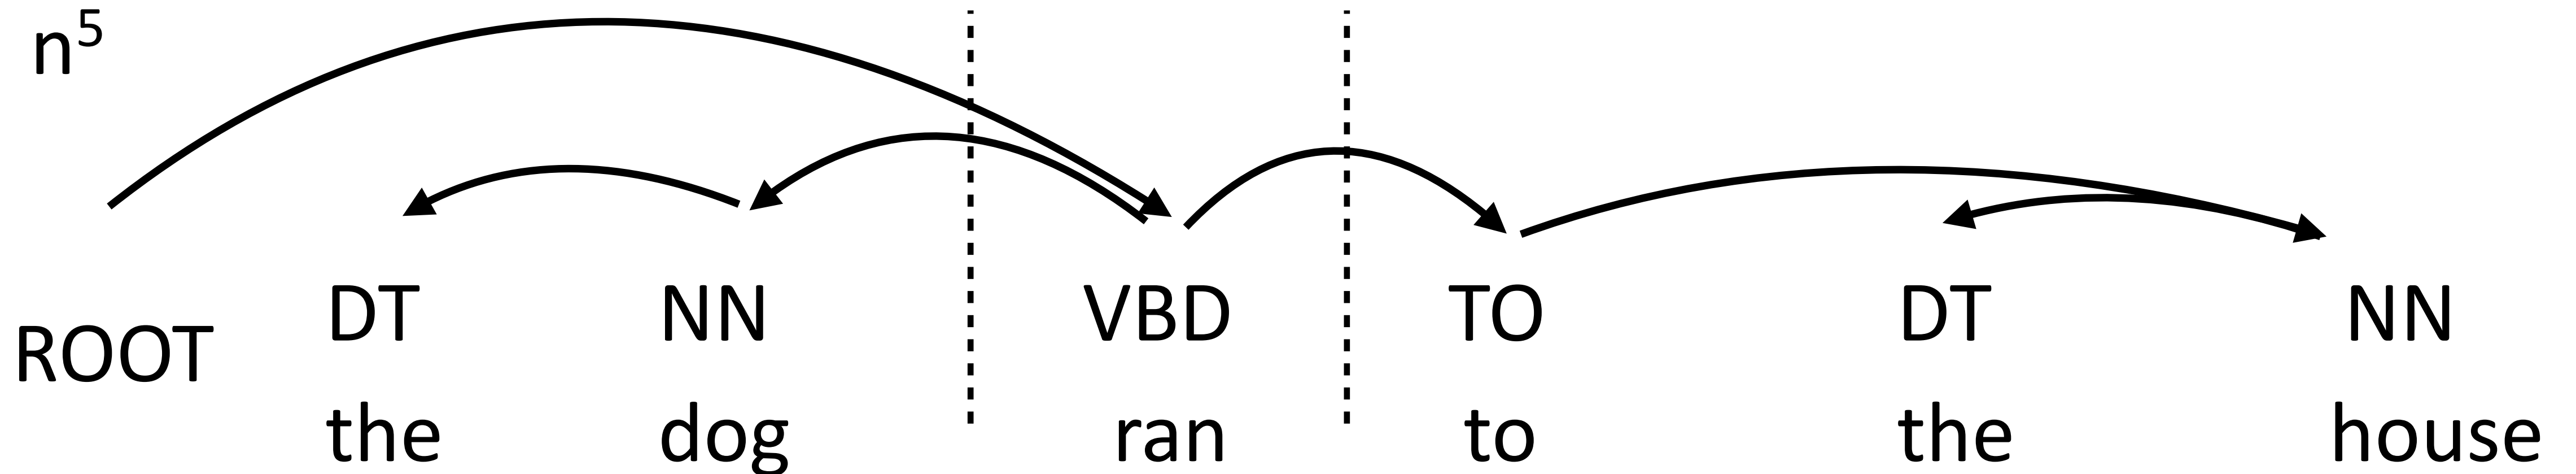 n⁵
ROOT DT NN VBD TO DT NN
the dog ran to the house